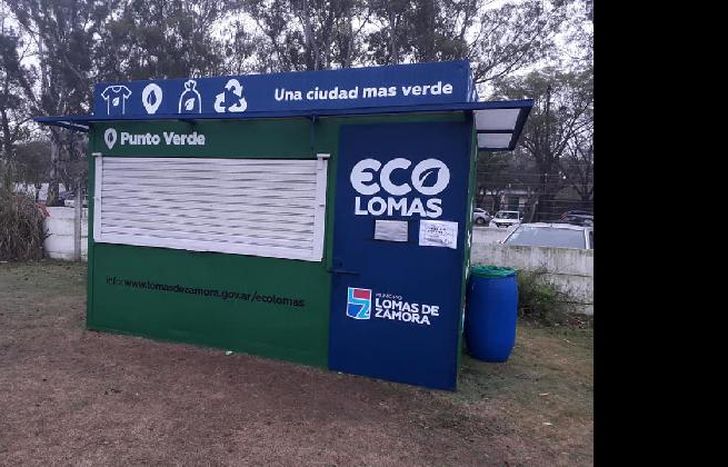 Una ciudad mas verde
Punto Verde
ECO
LOMAS
info: www.lomasdezamora.gov.ar/ecolomas
MUNICIPIO
LOMAS DE
ZAMORA